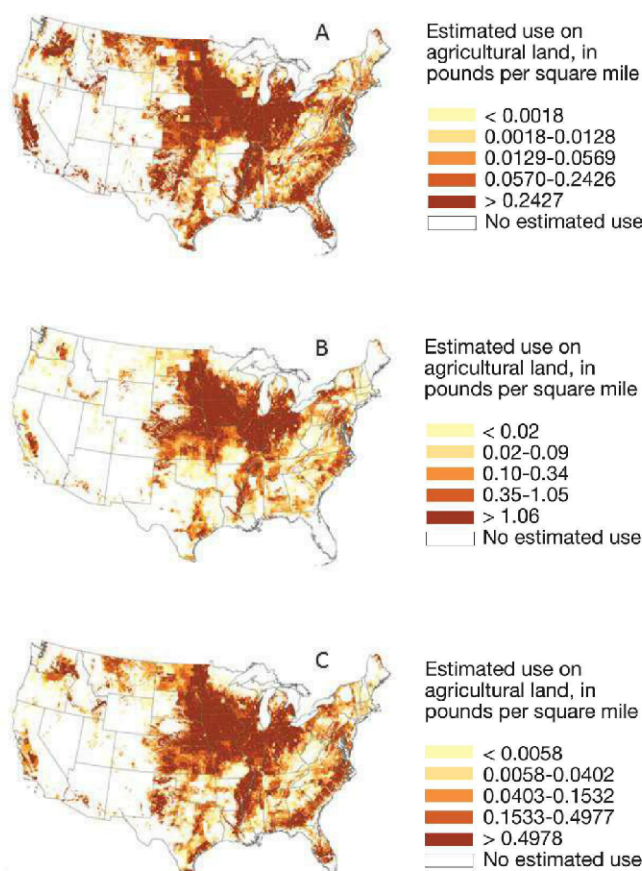 A
Estimated use on
agricultural land, in
pounds per square mile
< 0.0018
0.0018-0.0128
0.0129-0.0569
0.0570-0.2426
> 0.2427
No estimated use
B
Estimated use on
agricultural land, in
pounds per square mile
< 0.02
0.02-0.09
0.10-0.34
0.35-1.05
> 1.06
No estimated use
C
Estimated use on
agricultural land, in
pounds per square mile
< 0.0058
0.0058-0.0402
0.0403-0.1532
0.1533-0.4977
> 0.4978
No estimated use